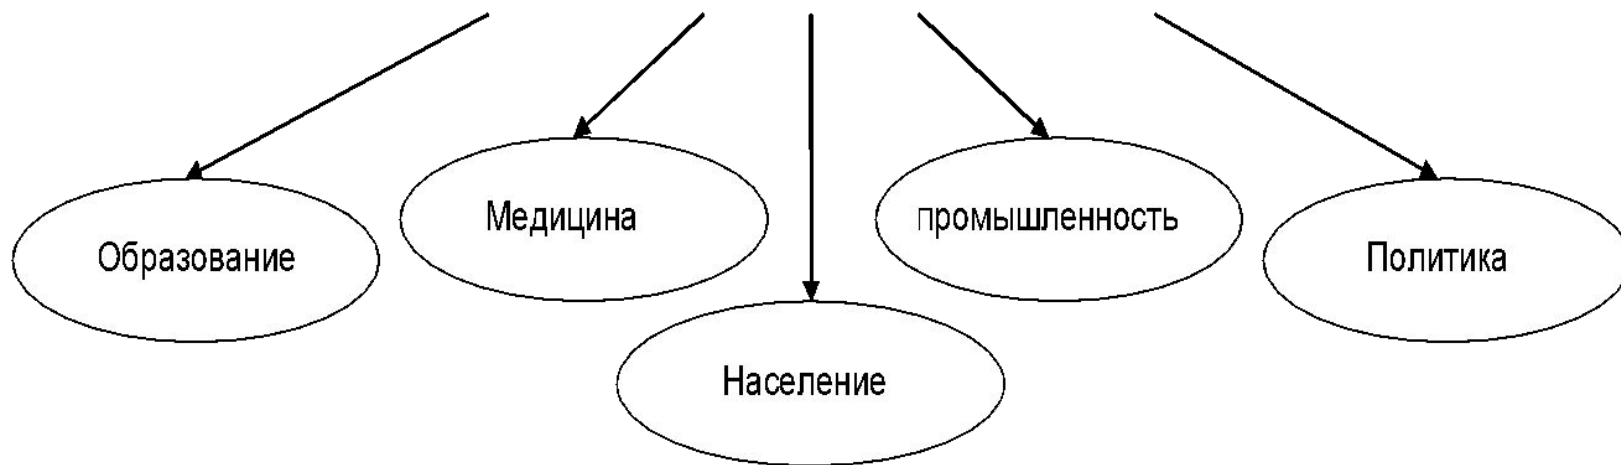 Образование
Медицина
Население
промышленность
Политика